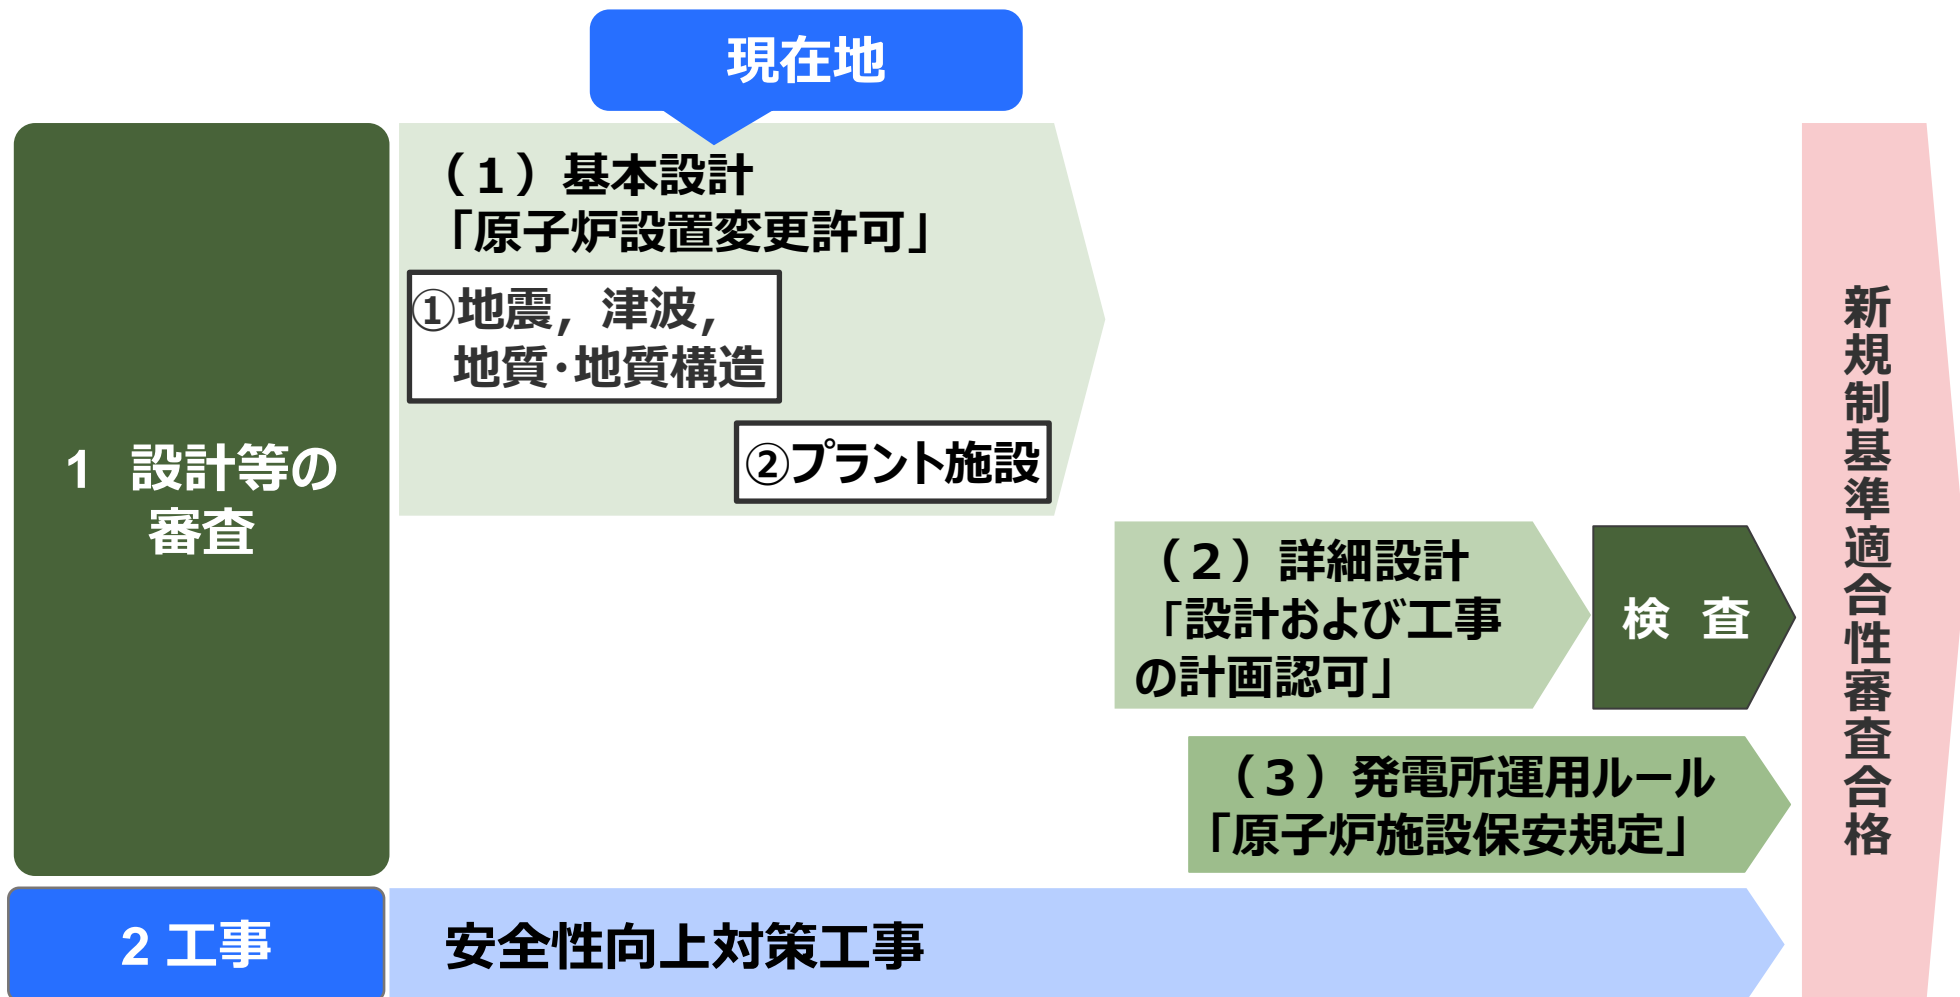 現在地
1　設計等の
審査
（1）基本設計
「原子炉設置変更許可」
①地震，津波，
地質・地質構造
②プラント施設
（2）詳細設計
「設計および工事
の計画認可」
検　査
（3）発電所運用ルール
「原子炉施設保安規定」
新規制基準適合性審査合格
2 工事
安全性向上対策工事